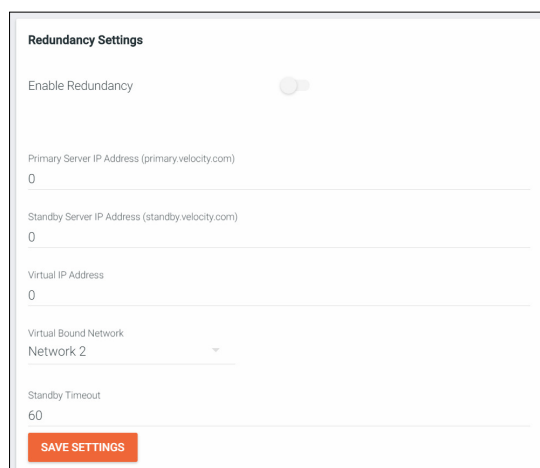 Redundancy Settings
Enable Redundancy
Primary Server IP Address (primary.velocity.com)
0
Standby Server IP Address (standby.velocity.com)
0
Virtual IP Address
0
Virtual Bound Network
Network 2
Standby Timeout
60
SAVE SETTINGS